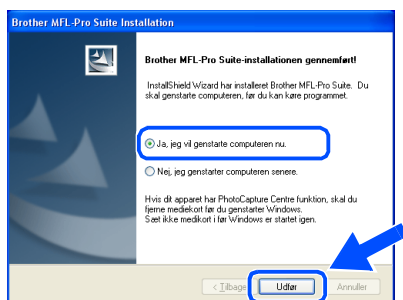 Brother MFL-Pro Suite Installation
Brother MFL-Pro Suite-installationen gennemført!
InstallShield Wizard har installeret Brother MFL-Pro Suite. Du
skal genstarte computeren, før du kan køre programmet.
Ja, jeg vil genstarte computeren nu.
Nej, jeg genstarter computeren senere.
Hvis dit apparat har PhotoCapture Centre funktion, skal du
fjerne mediekort før du genstarter Windows.
Sæt ikke medikort i før Windows er startet igen.
< Tilbage Udfør Annuller